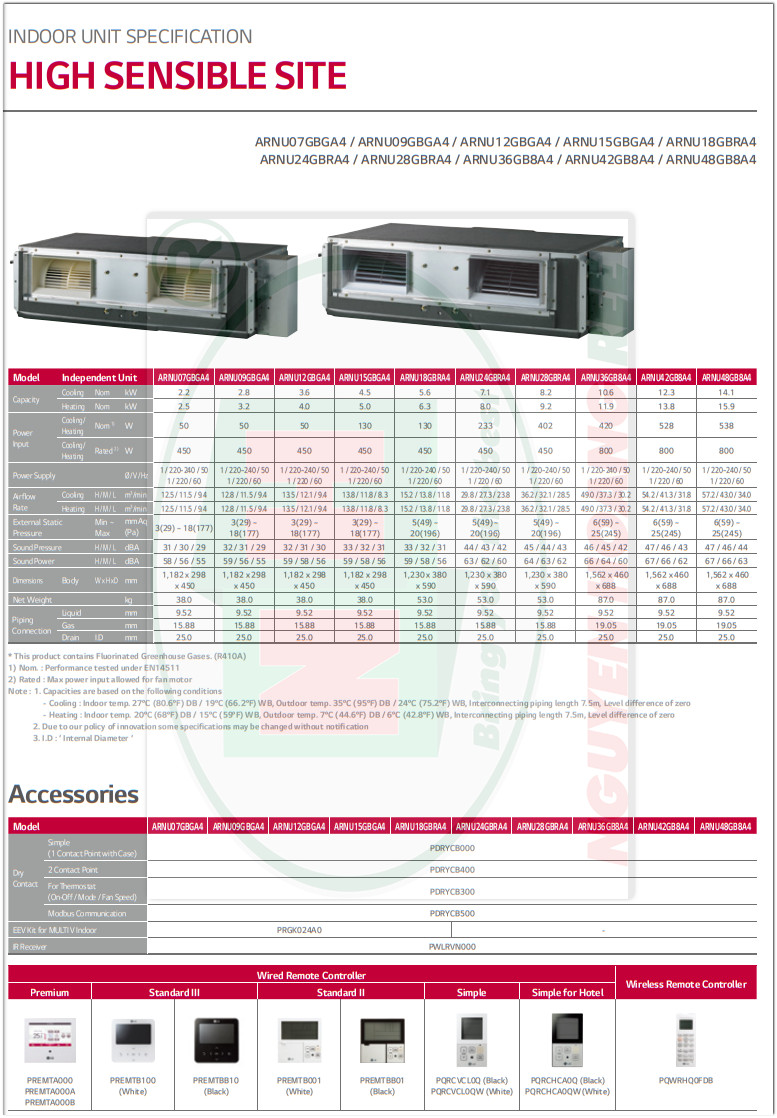 INDOOR UNIT SPECIFICATION
HIGH SENSIBLE SITE
ARNU07GBGA4 / ARNU09GBGA4 / ARNU12GBGA4 / ARNU15GBGA4 / ARNU18GBRA4
ARNU24GBRA4 / ARNU28GBRA4 / ARNU36GB8A4 / ARNU42GB8A4 / ARNU48GB8A4
Model Independent Unit ARNU07GBGA4 ARNU09GBGA4 ARNU12GBGA4 ARNU15GBGA4 ARNU18GBRA4 ARNU24GBRA4 ARNU28GBRA4 ARNU36GB8A4 ARNU42GB8A4 ARNU48GB8A4
Capacity Cooling Nom kW 2.2 2.8 3.6 4.5 5.6 7.1 8.2 10.6 12.3 14.1
Heating Nom kW 2.5 3.2 4.0 5.0 6.3 8.0 9.2 11.9 13.8 15.9
Power Input Cooling/ Heating Nom 1) W 50 50 50 130 130 233 402 420 528 538
Cooling/ Heating Rated 2) W 450 450 450 450 450 450 450 800 800 800
Power Supply Ø/V/Hz 1/220-240/50 1/220-240/50 1/220-240/50 1/220-240/50 1/220-240/50 1/220-240/50 1/220-240/50 1/220-240/50 1/220-240/50 1/220-240/50
1/220/60 1/220/60 1/220/60 1/220/60 1/220/60 1/220/60 1/220/60 1/220/60 1/220/60 1/220/60
Airflow Rate Cooling H/M/L m³/min 12.5/11.5/9.4 12.8/11.5/9.4 13.5/12.1/9.4 13.8/11.8/8.3 15.2/13.8/11.8 29.8/27.3/23.8 36.2/32.1/28.5 49.0/37.3/30.2 54.2/41.3/31.8 57.2/43.0/34.0
Heating H/M/L m³/min 12.5/11.5/9.4 12.8/11.5/9.4 13.5/12.1/9.4 13.8/11.8/8.3 15.2/13.8/11.8 29.8/27.3/23.8 36.2/32.1/28.5 49.0/37.3/30.2 54.2/41.3/31.8 57.2/43.0/34.0
External Static Pressure Min ~ Max mmAq (Pa) 3(29) ~ 18(177) 3(29) ~ 18(177) 3(29) ~ 18(177) 3(29) ~ 18(177) 5(49) ~ 20(196) 5(49) ~ 20(196) 5(49) ~ 20(196) 6(59) ~ 25(245) 6(59) ~ 25(245) 6(59) ~ 25(245)
Sound Pressure H/M/L dBA 31 / 30 / 29 32 / 31 / 29 32 / 31 / 30 33 / 32 / 31 33 / 32 / 31 44 / 43 / 42 45 / 44 / 43 46 / 45 / 42 47 / 46 / 43 47 / 46 / 44
Sound Power H/M/L dBA 58 / 56 / 55 59 / 56 / 55 59 / 58 / 56 59 / 58 / 56 59 / 58 / 56 63 / 62 / 60 64 / 63 / 62 66 / 64 / 60 67 / 66 / 62 67 / 66 / 63
Dimensions Body WxHxD mm 1,182 x 298 x 450 1,182 x 298 x 450 1,182 x 298 x 450 1,182 x 298 x 450 1,230 x 380 x 590 1,230 x 380 x 590 1,230 x 380 x 590 1,562 x 460 x 688 1,562 x 460 x 688 1,562 x 460 x 688
Net Weight kg 38.0 38.0 38.0 38.0 53.0 53.0 53.0 87.0 87.0 87.0
Piping Connection Liquid mm 9.52 9.52 9.52 9.52 9.52 9.52 9.52 9.52 9.52 9.52
Gas mm 15.88 15.88 15.88 15.88 15.88 15.88 15.88 19.05 19.05 19.05
Drain I.D mm 25.0 25.0 25.0 25.0 25.0 25.0 25.0 25.0 25.0 25.0
* This product contains Fluorinated Greenhouse Gases. (R410A)
1) Nom. : Performance tested under EN14511
2) Rated : Max power input allowed for fan motor
Note : 1. Capacities are based on the following conditions
- Cooling : Indoor temp. 27°C (80.6°F) DB / 19°C (66.2°F) WB, Outdoor temp. 35°C (95°F) DB / 24°C (75.2°F) WB, Interconnecting piping length 7.5m, Level difference of zero
- Heating : Indoor temp. 20°C (68°F) DB / 15°C (59°F) WB, Outdoor temp. 7°C (44.6°F) DB / 6°C (42.8°F) WB, Interconnecting piping length 7.5m, Level difference of zero
2. Due to our policy of innovation some specifications may be changed without notification
3. I.D : ' Internal Diameter '
Accessories
Model ARNU07GBGA4 ARNU09GBGA4 ARNU12GBGA4 ARNU15GBGA4 ARNU18GBRA4 ARNU24GBRA4 ARNU28GBRA4 ARNU36GB8A4 ARNU42GB8A4 ARNU48GB8A4
Dry Contact Simple (1 Contact Point with Case) PDRYCB000
2 Contact Point PDRYCB400
For Thermostat (On-Off / Mode / Fan Speed) PDRYCB300
Modbus Communication PDRYCB500
EEV Kit for MULTI V Indoor PRGK024A0 -
IR Receiver PWLRVN000
Wired Remote Controller Wireless Remote Controller
Premium Standard III Standard II Simple Simple for Hotel
PREMTA000 PREMTB100 PREMTBB10 PREMTB001 PREMTBB01 PQRCVCL0Q (Black) PQRCHCA0Q (Black) PQWRHQ0FDB
PREMTA000A (White) (Black) (White) (Black) PQRCVCL0QW (White) PQRCHCA0QW (White)
PREMTA000B